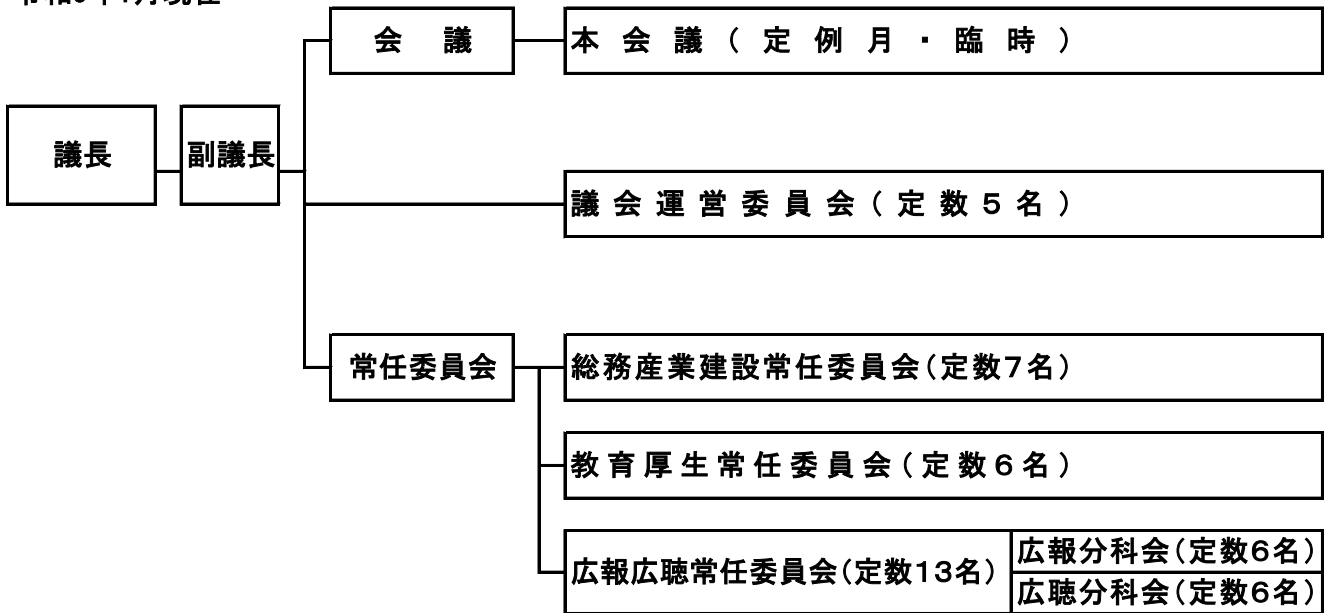 会議
本会議(定例月・臨時)
議長
副議長
議会運営委員会(定数5名)
常任委員会
総務産業建設常任委員会(定数7名)
教育厚生常任委員会(定数6名)
広報広聴常任委員会(定数13名)
広報分科会(定数6名)
広聴分科会(定数6名)